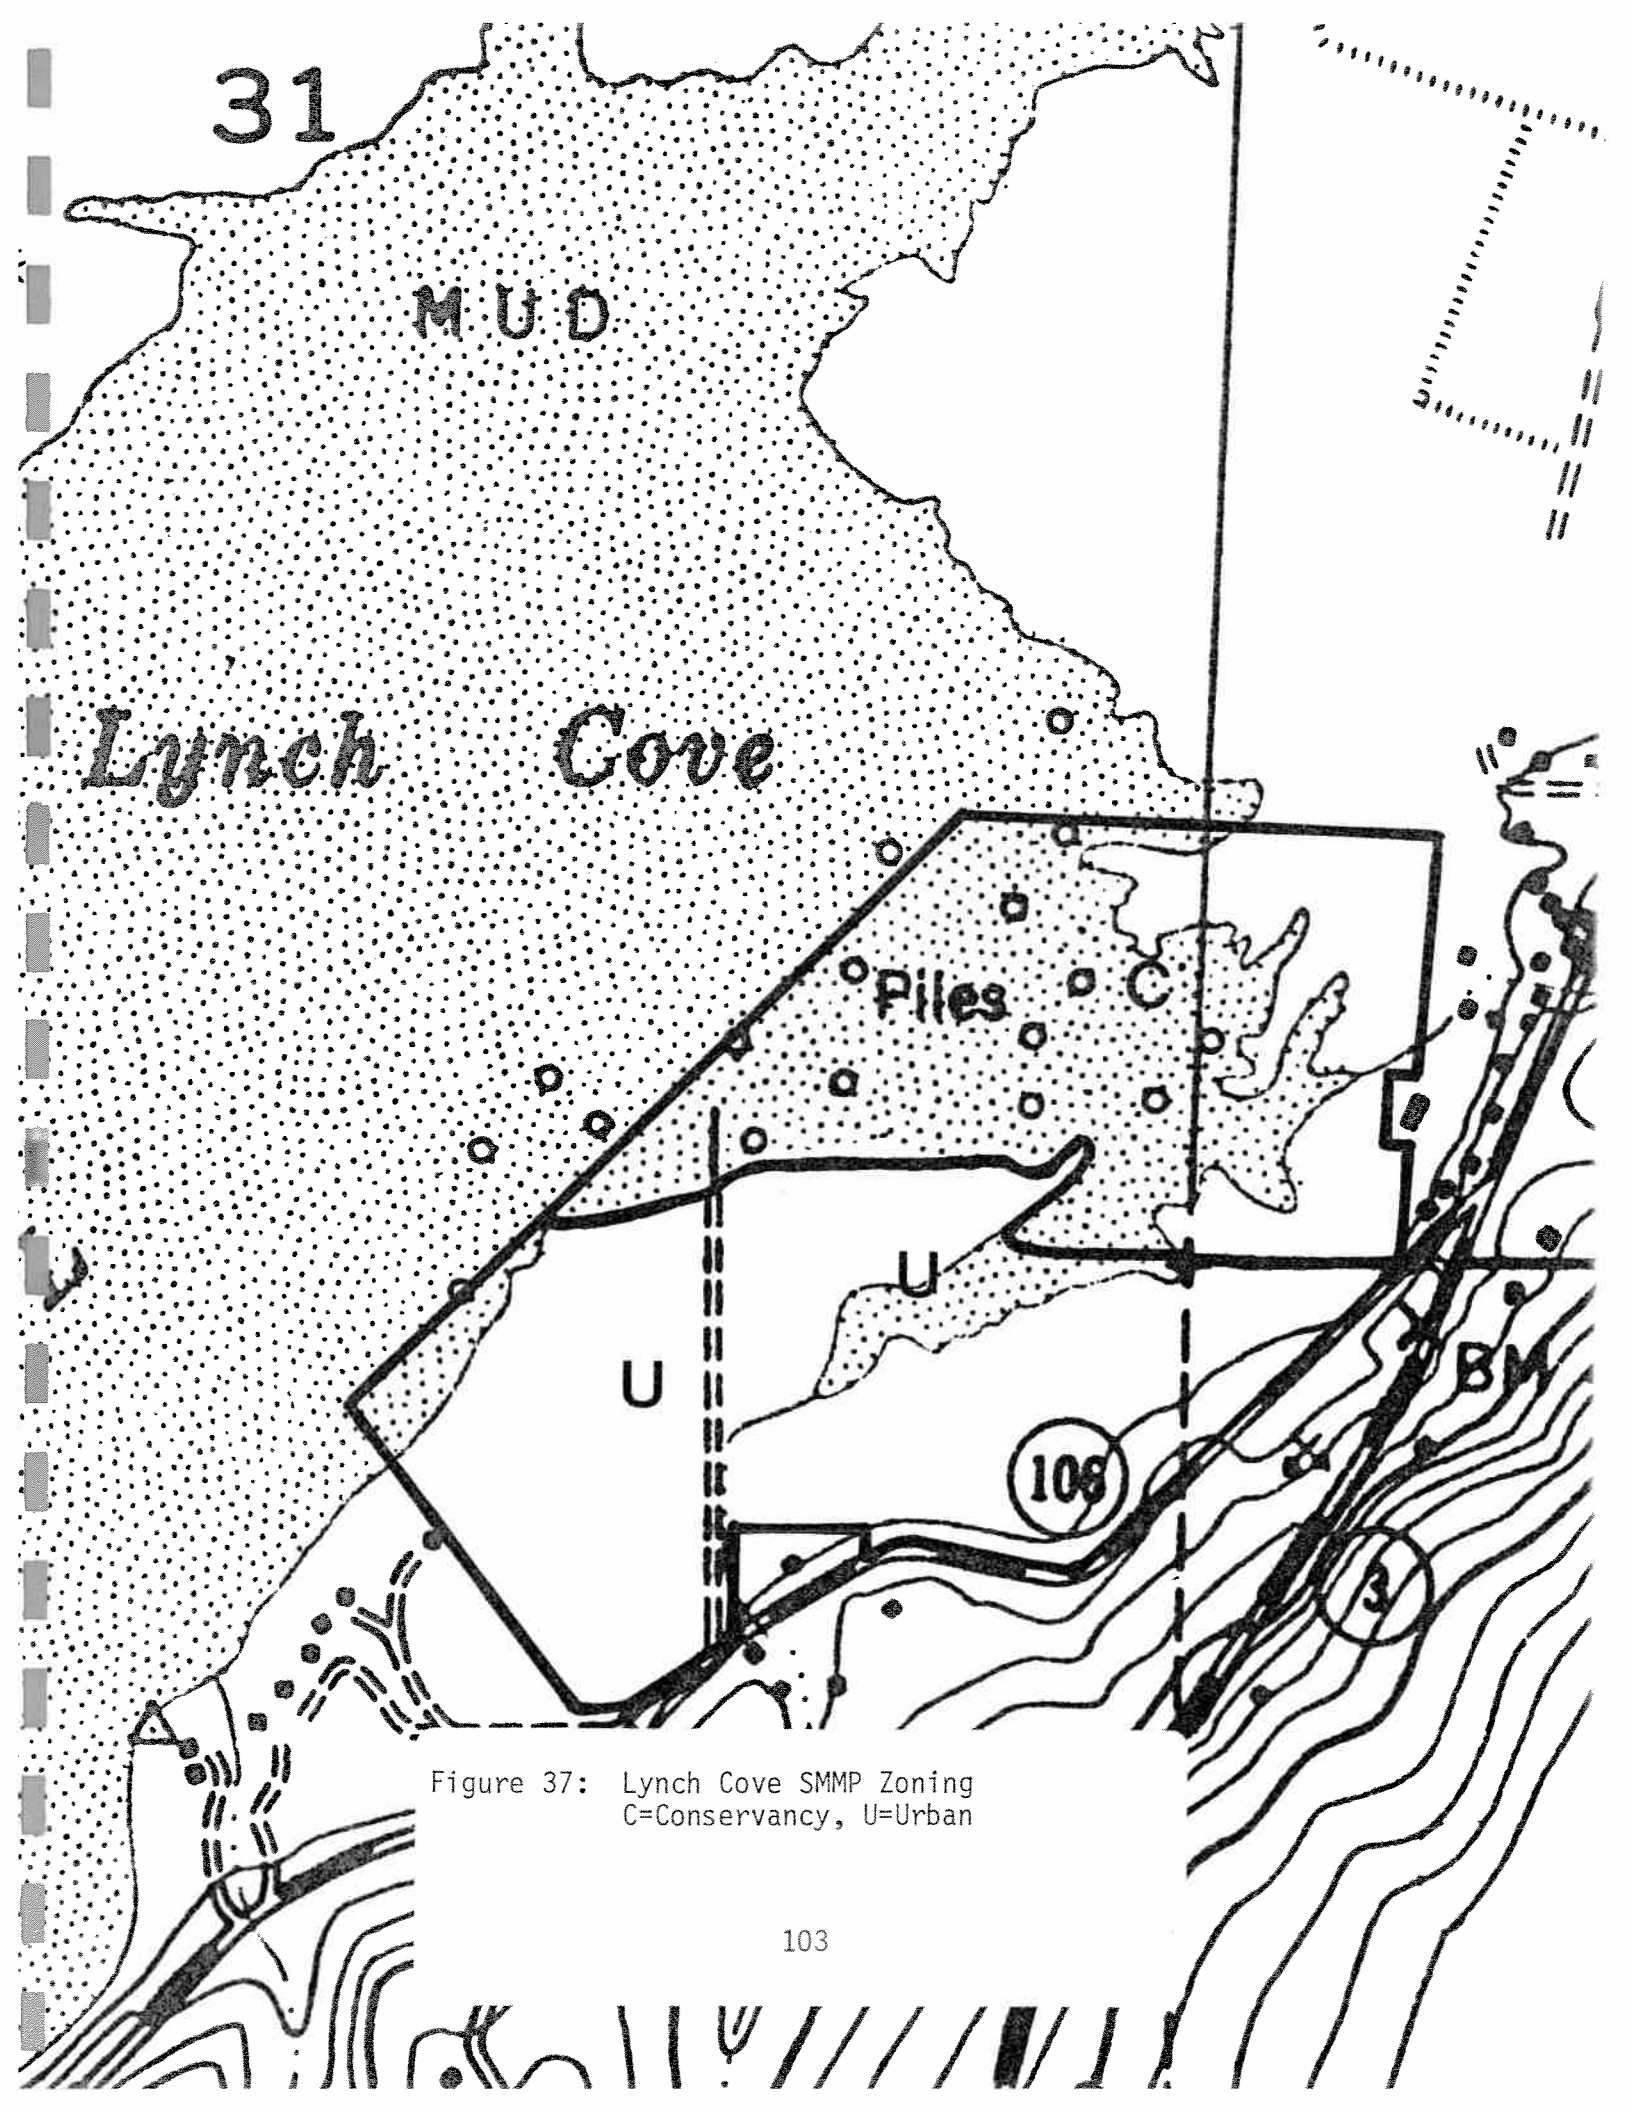 31
MUD
Lynch Cove
Piles
C
U
U
BM
106
3
Figure 37: Lynch Cove SMMP Zoning
C=Conservancy, U=Urban
103